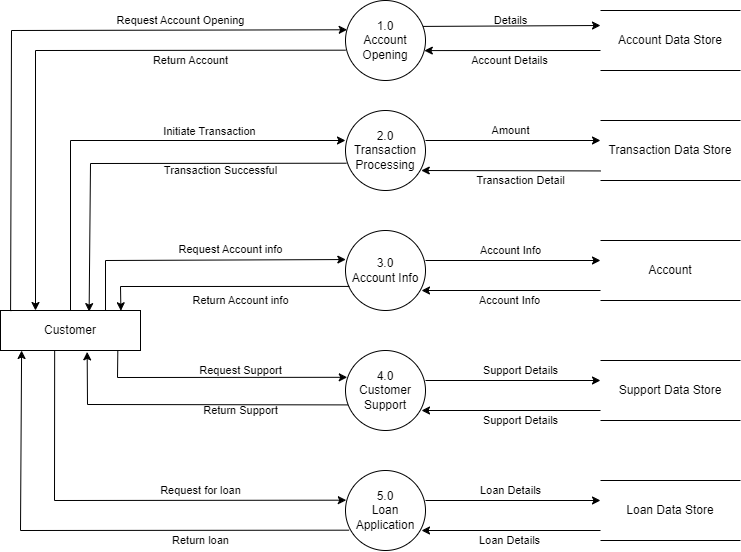 Request Account Opening
1.0
Account
Opening
Details
Account Data Store
Return Account
Account Details
Initiate Transaction
2.0
Transaction
Processing
Amount
Transaction Data Store
Transaction Successful
Transaction Detail
Request Account info
3.0
Account Info
Account Info
Account
Return Account info
Account Info
Customer
Request Support
4.0
Customer
Support
Support Details
Support Data Store
Return Support
Support Details
Request for loan
5.0
Loan
Application
Loan Details
Loan Data Store
Return loan
Loan Details